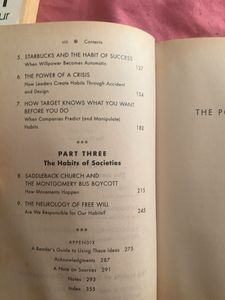 viii Contents
5. STARBUCKS AND THE HABIT OF SUCCESS
When Willpower Becomes Automatic 127
6. THE POWER OF A CRISIS
How Leaders Create Habits Through Accident
and Design 154
7. HOW TARGET KNOWS WHAT YOU WANT
BEFORE YOU DO
When Companies Predict (and Manipulate)
Habits 182
PART THREE
The Habits of Societies
8. SADDLEBACK CHURCH AND
THE MONTGOMERY BUS BOYCOTT
How Movements Happen 215
9. THE NEUROLOGY OF FREE WILL
Are We Responsible for Our Habits? 245
APPENDIX
A Reader's Guide to Using These Ideas 275
Acknowledgments 287
A Note on Sources 291
Notes 293
Index 355
THE PO